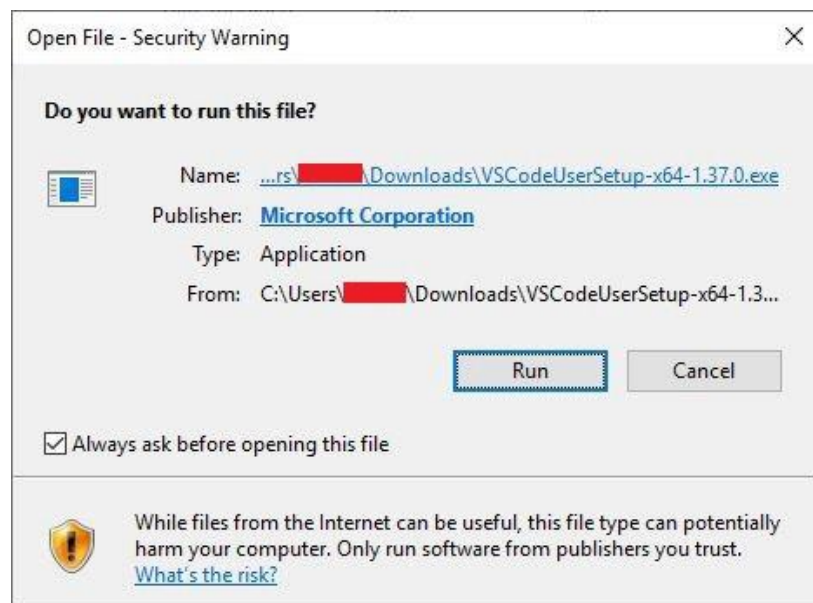 Open File - Security Warning
Do you want to run this file?
Name: ...rs\ \Downloads\VSCodeUserSetup-x64-1.37.0.exe
Publisher: Microsoft Corporation
Type: Application
From: C:\Users\ \Downloads\VSCodeUserSetup-x64-1.3...
Run Cancel
Always ask before opening this file
While files from the Internet can be useful, this file type can potentially
harm your computer. Only run software from publishers you trust.
What's the risk?